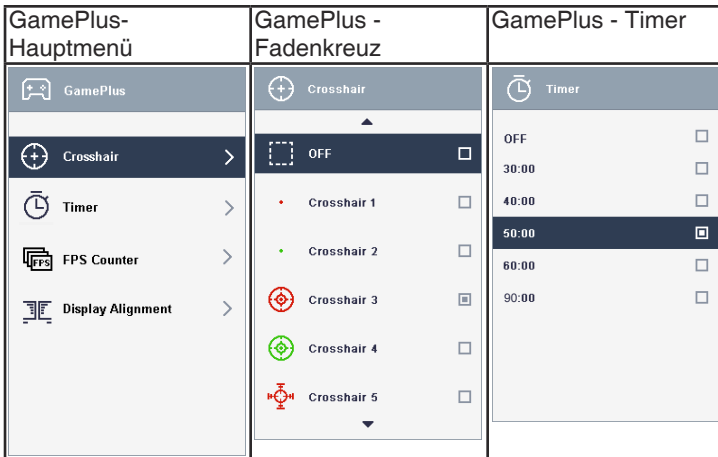 GamePlus-
Hauptmenü
GamePlus
Crosshair
Timer
FPS
FPS Counter
Display Alignment
GamePlus -
Fadenkreuz
Crosshair
OFF
Crosshair 1
Crosshair 2
Crosshair 3
Crosshair 4
Crosshair 5
GamePlus - Timer
Timer
OFF
30:00
40:00
50:00
60:00
90:00